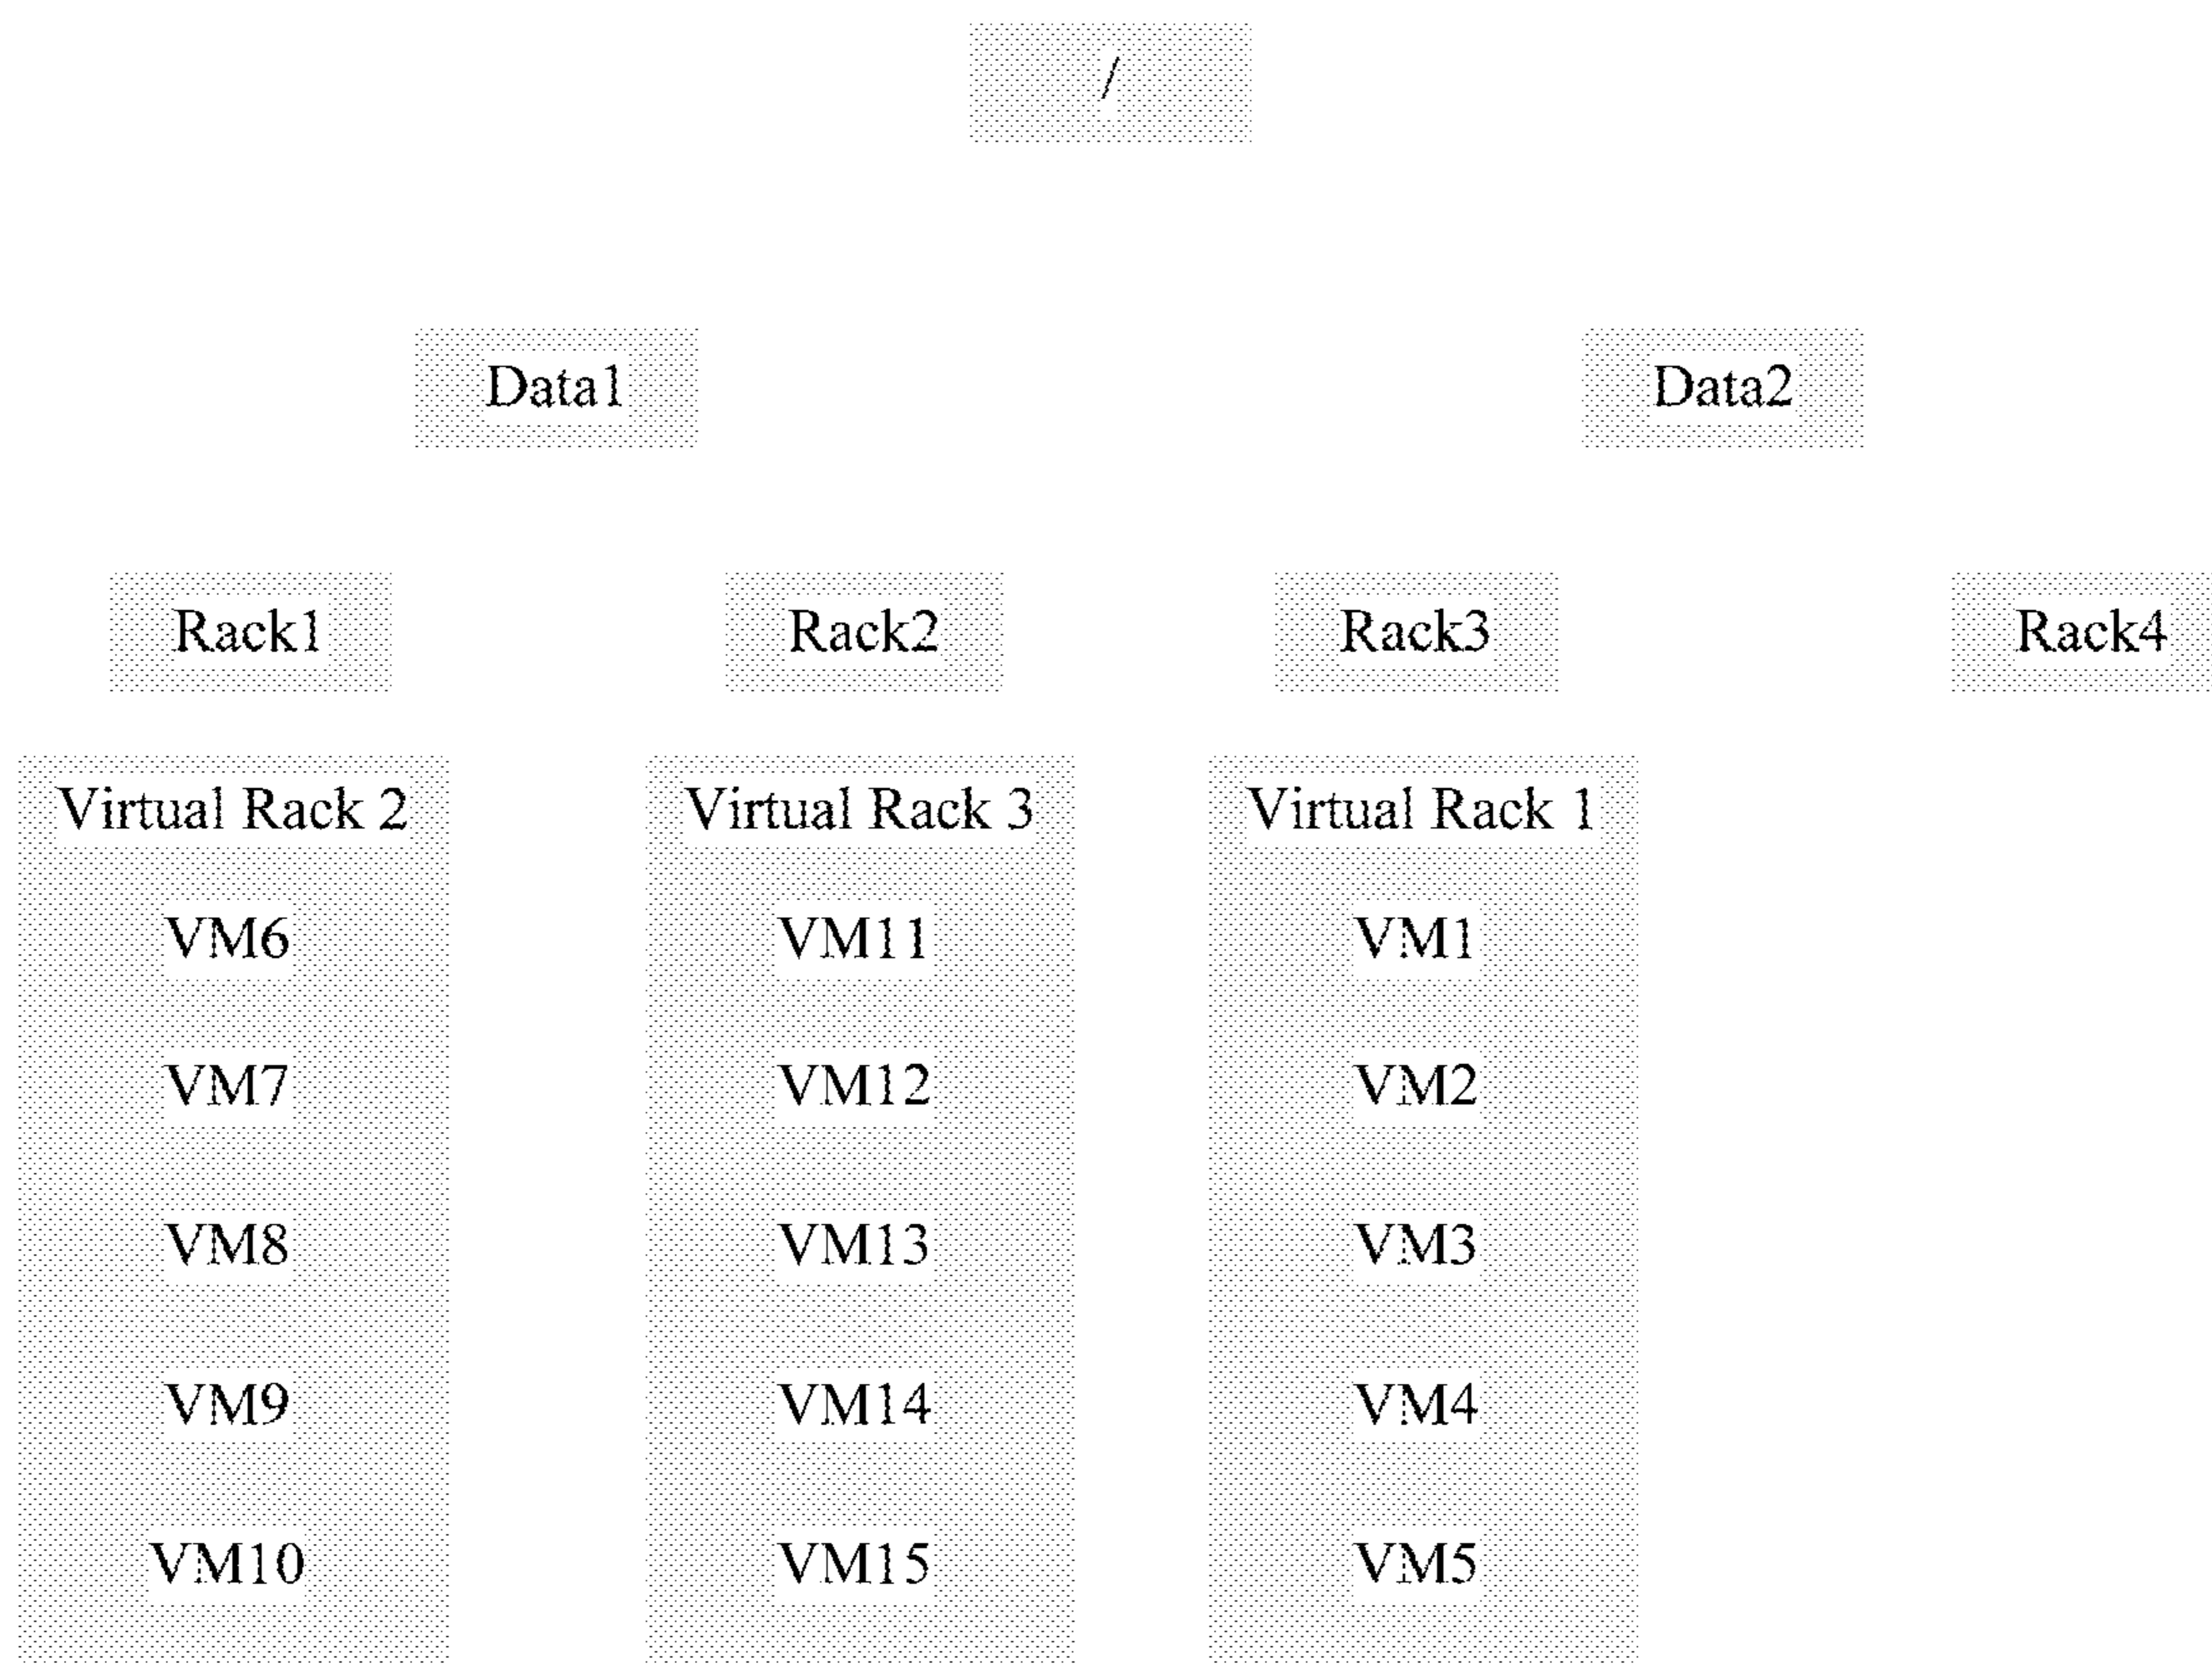 /
Data1 Data2
Rack1 Rack2 Rack3 Rack4
Virtual Rack 2 Virtual Rack 3 Virtual Rack 1
VM6 VM11 VM1
VM7 VM12 VM2
VM8 VM13 VM3
VM9 VM14 VM4
VM10 VM15 VM5